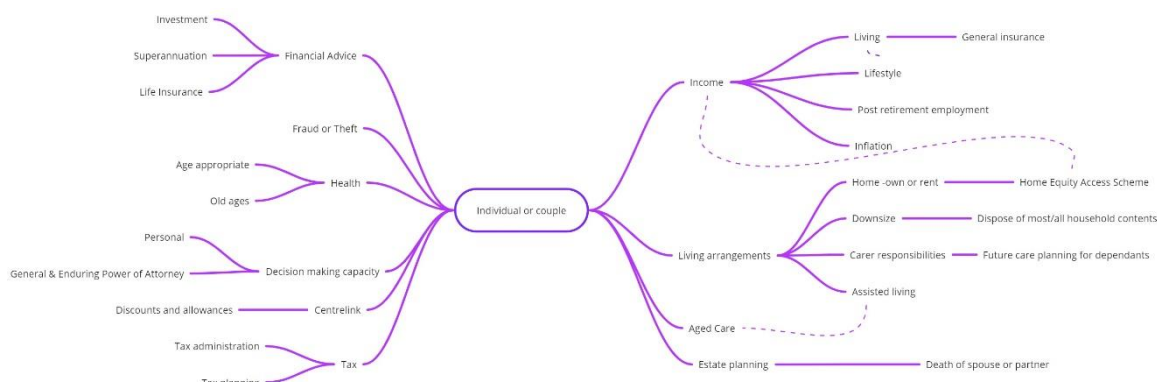 Investment
Superannuation
Life Insurance
Financial Advice
Fraud or Theft
Age appropriate
Old ages
Health
Personal
General & Enduring Power of Attorney
Decision making capacity
Discounts and allowances
Centrelink
Tax administration
Tax planning
Tax
Individual or couple
Income
Living
General insurance
Lifestyle
Post retirement employment
Inflation
Living arrangements
Home -own or rent
Home Equity Access Scheme
Downsize
Dispose of most/all household contents
Carer responsibilities
Future care planning for dependants
Assisted living
Aged Care
Estate planning
Death of spouse or partner